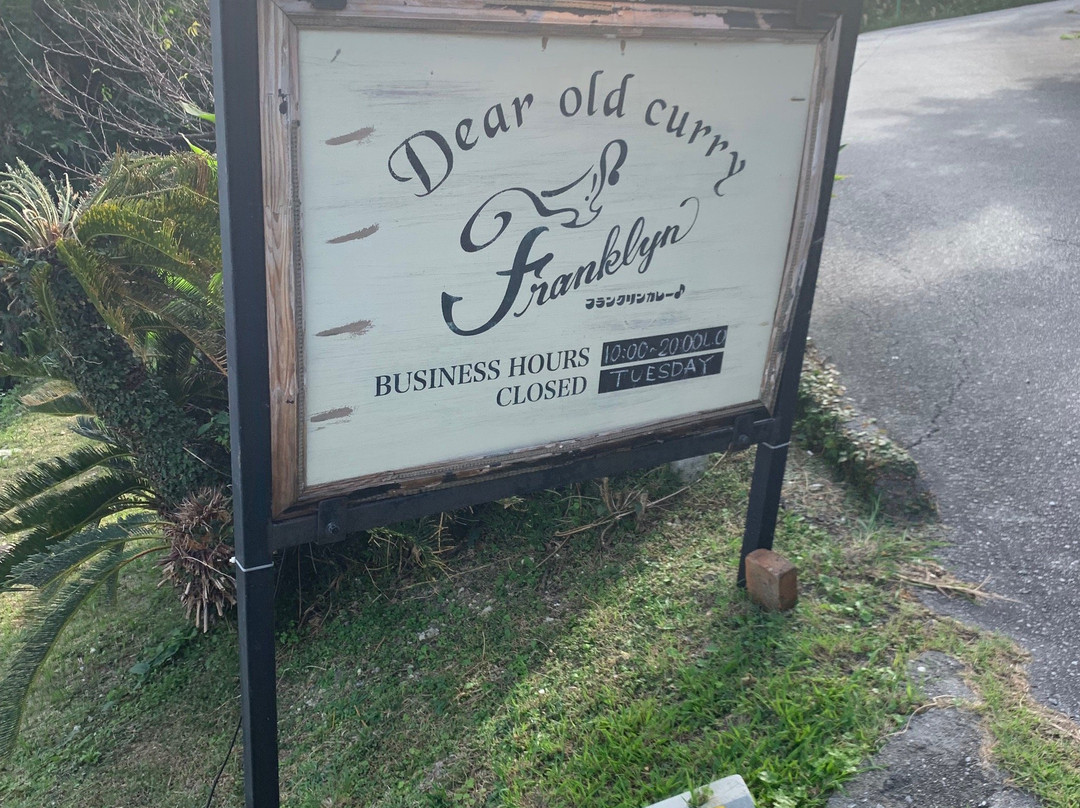 Dear old curry
Franklyn
フランクリンカレー♪
BUSINESS HOURS 10:00~20:00L.O
CLOSED TUESDAY